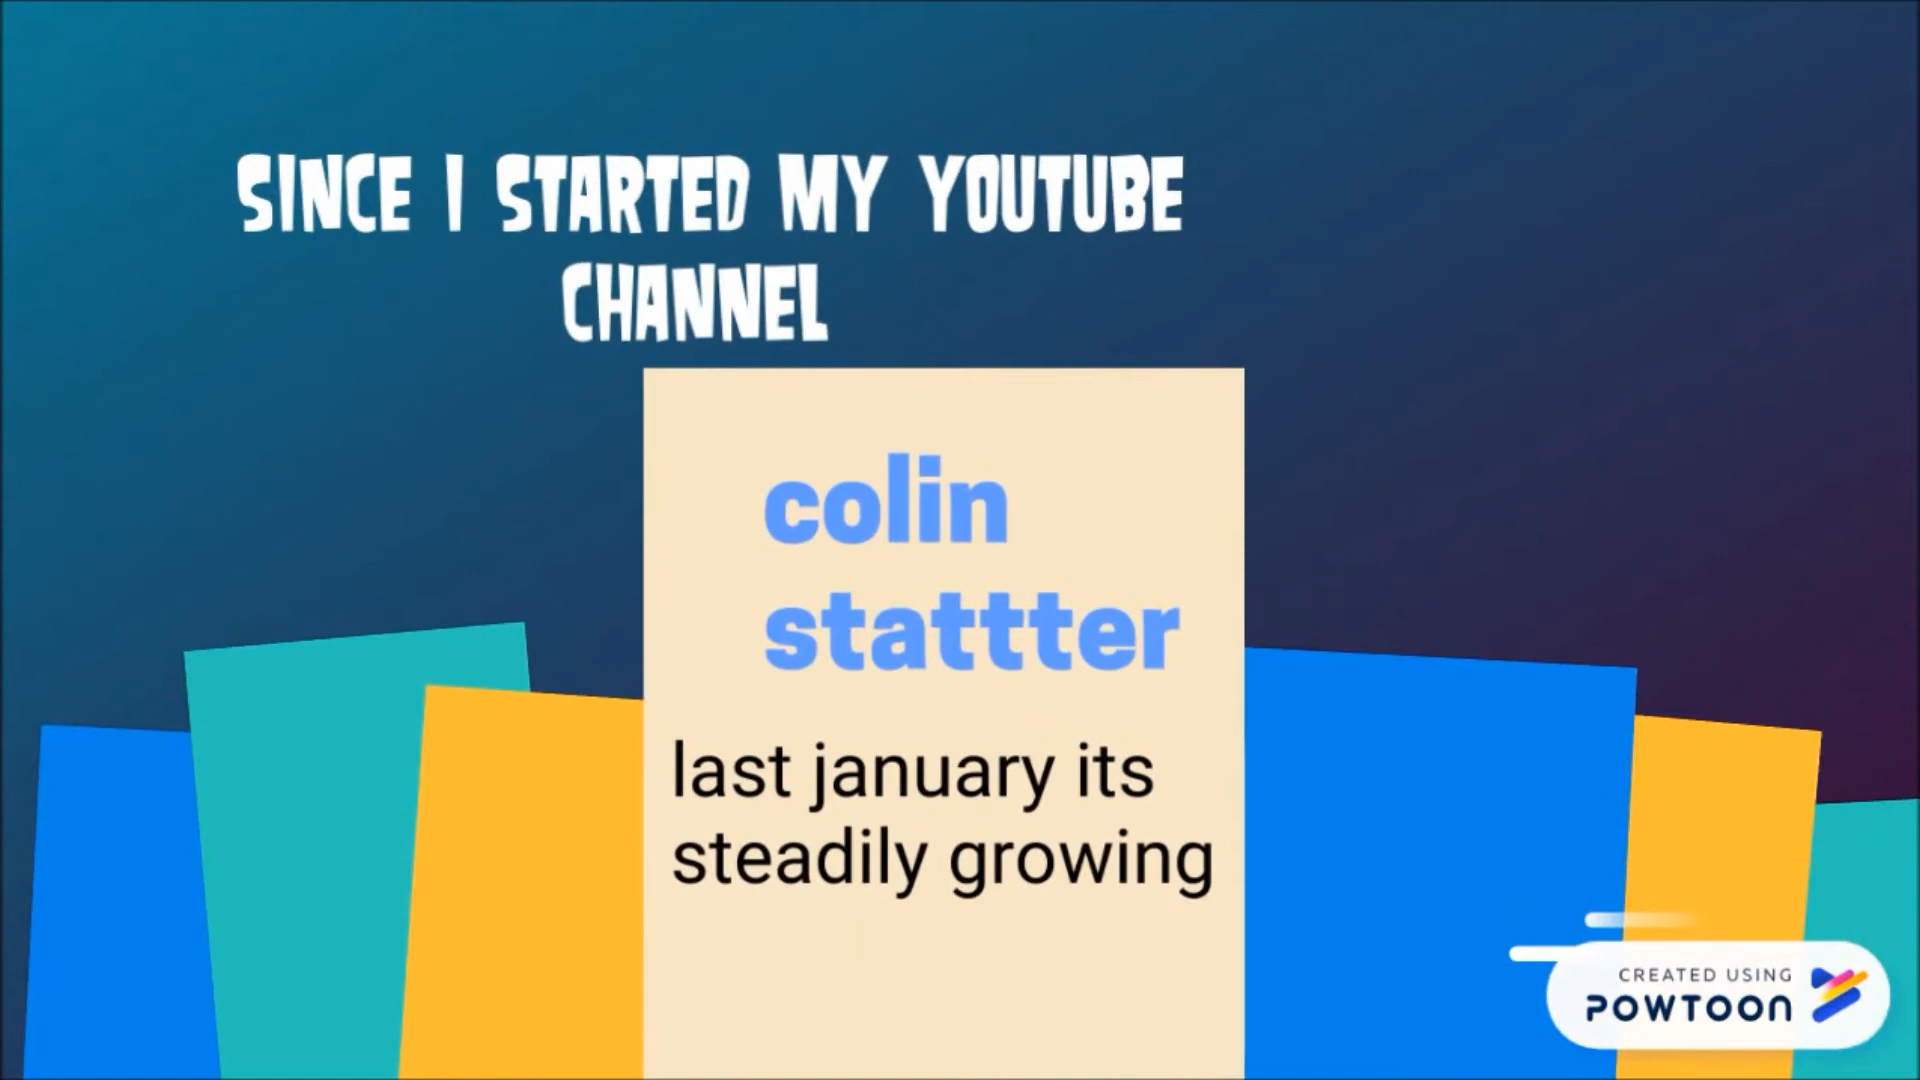 SINCE I STARTED MY YOUTUBE
CHANNEL
colin
stattter
last january its
steadily growing
CREATED USING
POWTOON